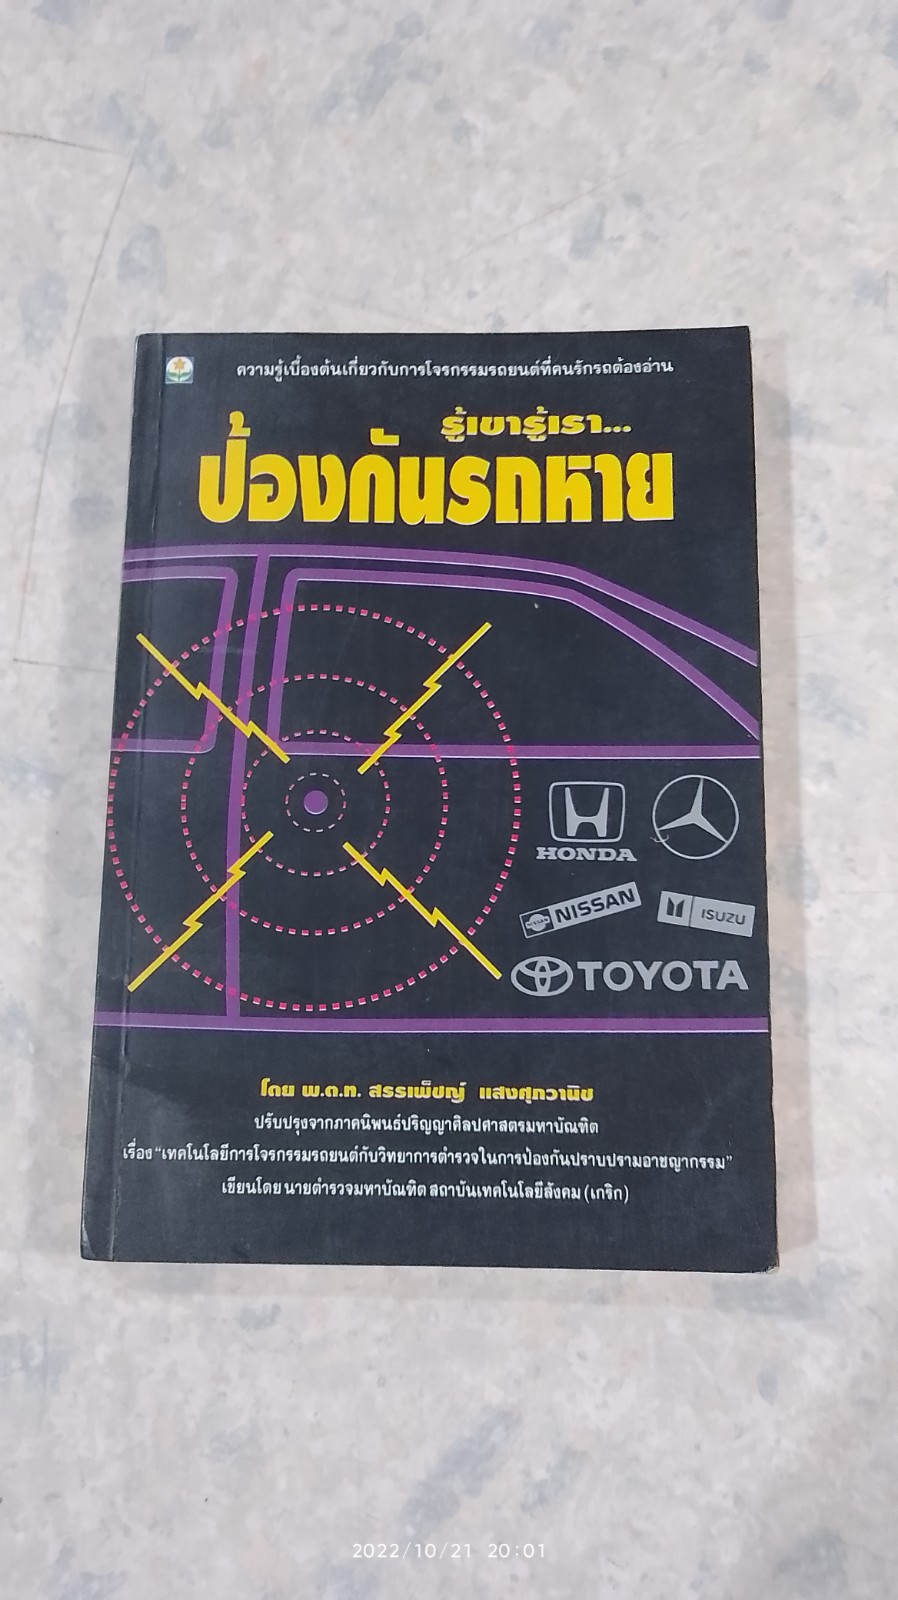 ความรู้เบื้องต้นเกี่ยวกับการโจรกรรมรถยนต์ที่คนรักรถต้องอ่าน
รู้เขารู้เรา...
ป้องกันรถหาย
HONDA
NISSAN
NISSAN
ISUZU
TOYOTA
โดย พ.ต.ท. สรรเพ็ชญ์ แสงศุภวานิช
ปรับปรุงจากภาคนิพนธ์ปริญญาศิลปศาสตรมหาบัณฑิต
เรื่อง "เทคโนโลยีการโจรกรรมรถยนต์กับวิทยาการตำรวจในการป้องกันปราบปรามอาชญากรรม"
เขียนโดย นายตำรวจมหาบัณฑิต สถาบันเทคโนโลยีสังคม (เกริก)
2022/10/21 20:01